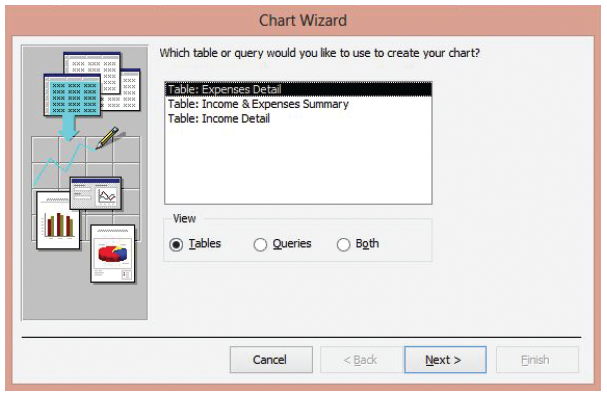 Chart Wizard
Which table or query would you like to use to create your chart?
Table: Expenses Detail
Table: Income & Expenses Summary
Table: Income Detail
View
Tables
Queries
Both
Cancel
< Back
Next >
Finish